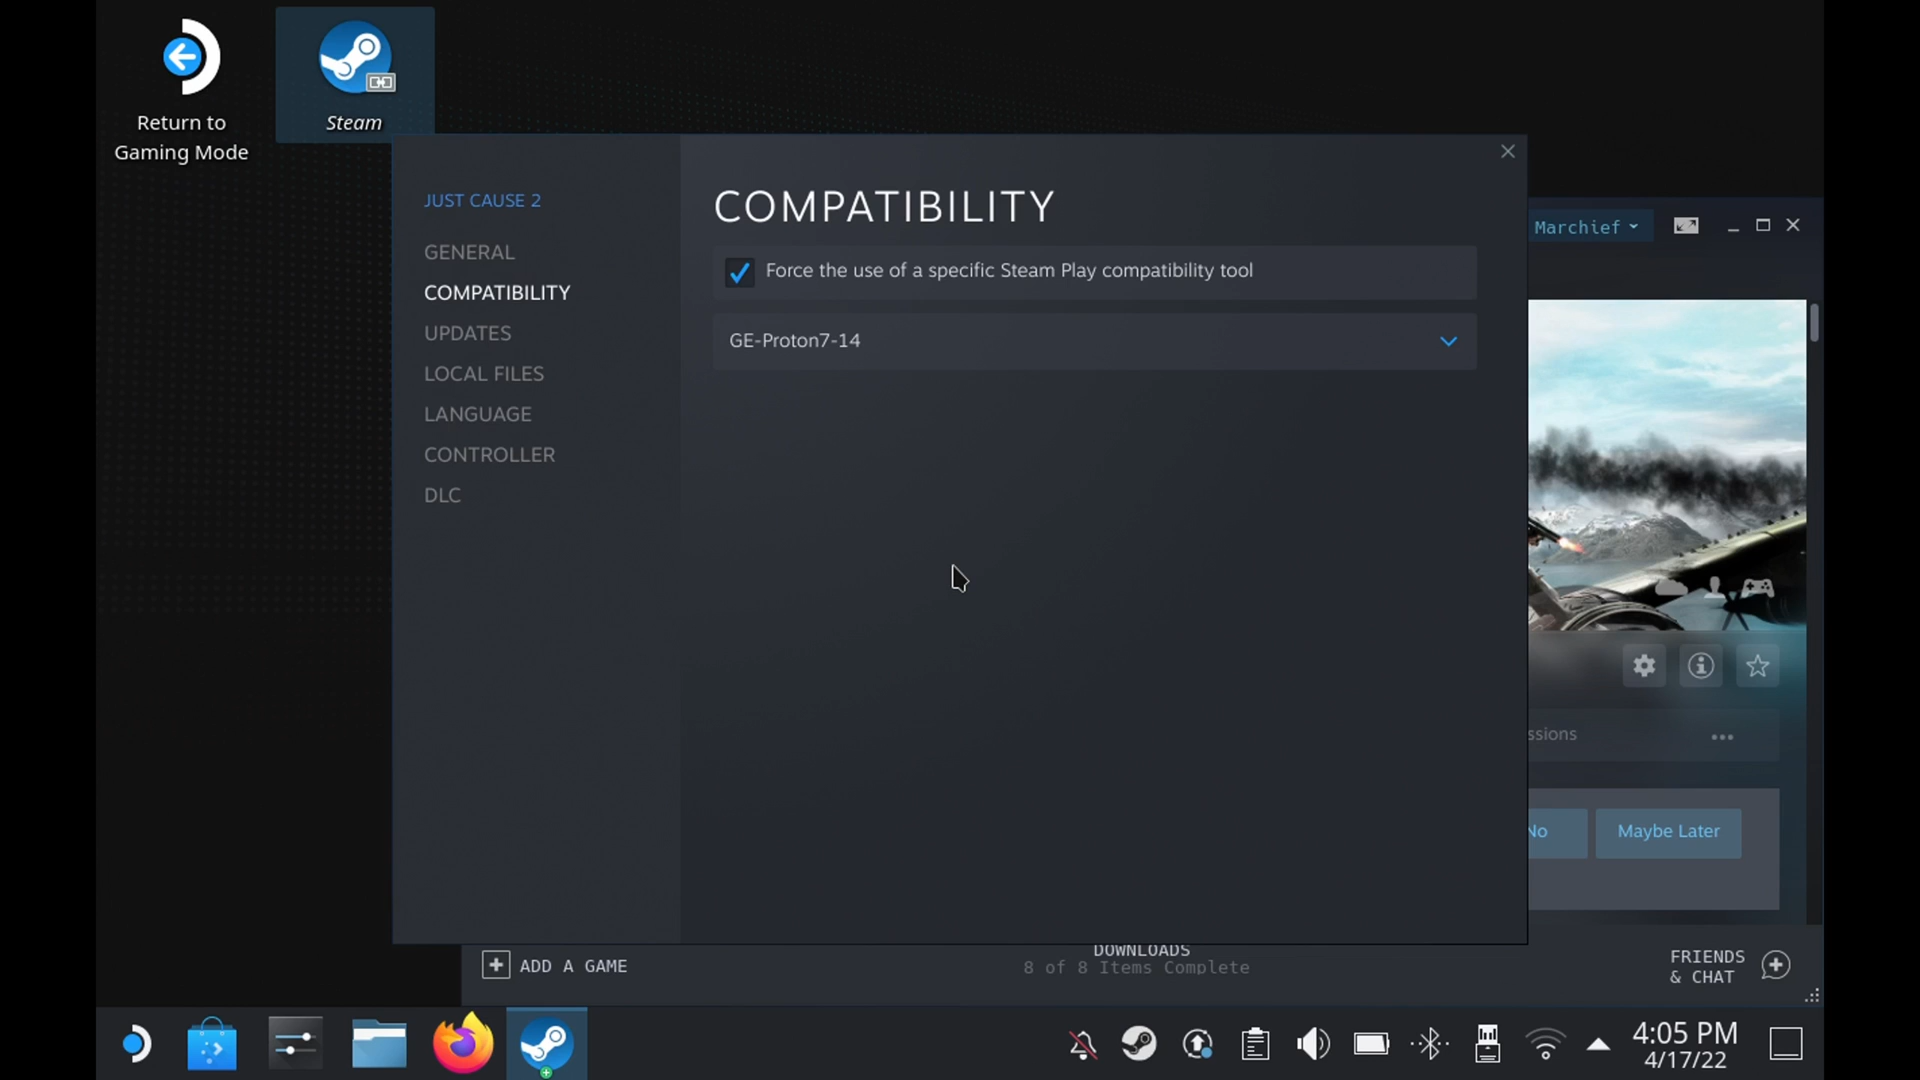 Return to
Gaming Mode
Steam
JUST CAUSE 2
GENERAL
COMPATIBILITY
UPDATES
LOCAL FILES
LANGUAGE
CONTROLLER
DLC
COMPATIBILITY
Force the use of a specific Steam Play compatibility tool
GE-Proton7-14
Marchief
ssions
No
Maybe Later
ADD A GAME
DOWNLOADS
8 of 8 Items Complete
FRIENDS
& CHAT
4:05 PM
4/17/22